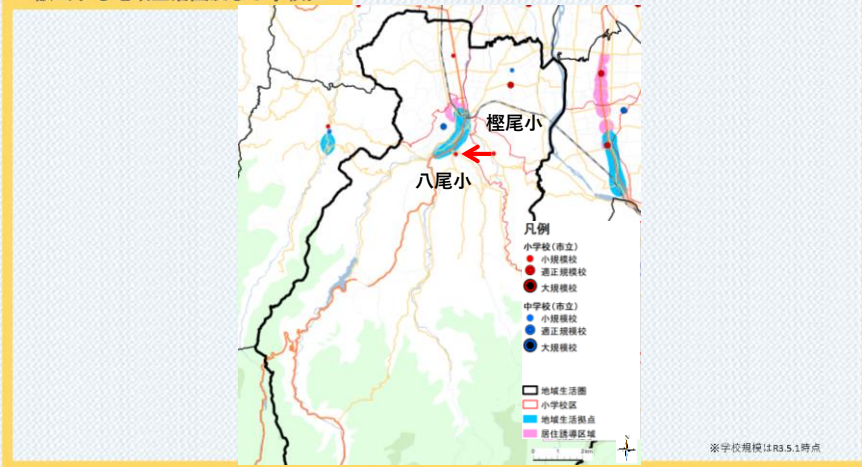 樫尾小
八尾小
凡例
小学校(市立)
小規模校
適正規模校
大規模校
中学校(市立)
小規模校
適正規模校
大規模校
地域生活圏
小学校区
地域生活拠点
居住誘導区域
0 1 2km
※学校規模はR3.5.1時点